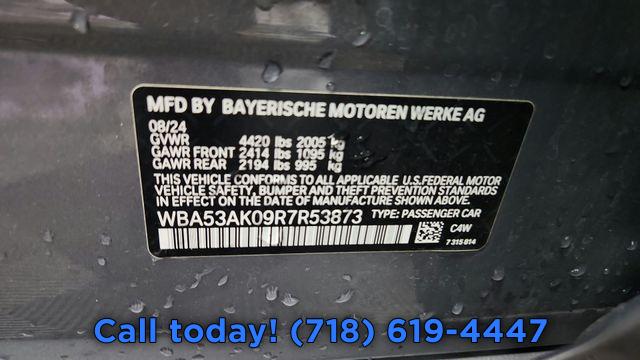 MFD BY BAYERISCHE MOTOREN WERKE AG
08/24
GVWR 4420 lbs 2005 kg
GAWR FRONT 2414 lbs 1095 kg
GAWR REAR 2194 lbs 995 kg
THIS VEHICLE CONFORMS TO ALL APPLICABLE U.S.FEDERAL MOTOR
VEHICLE SAFETY, BUMPER AND THEFT PREVENTION STANDARDS
IN EFFECT ON THE DATE OF MANUFACTURE SHOWN ABOVE.
WBA53AK09R7R53873 TYPE: PASSENGER CAR
C4W
7 315 814
Call today! (718) 619-4447